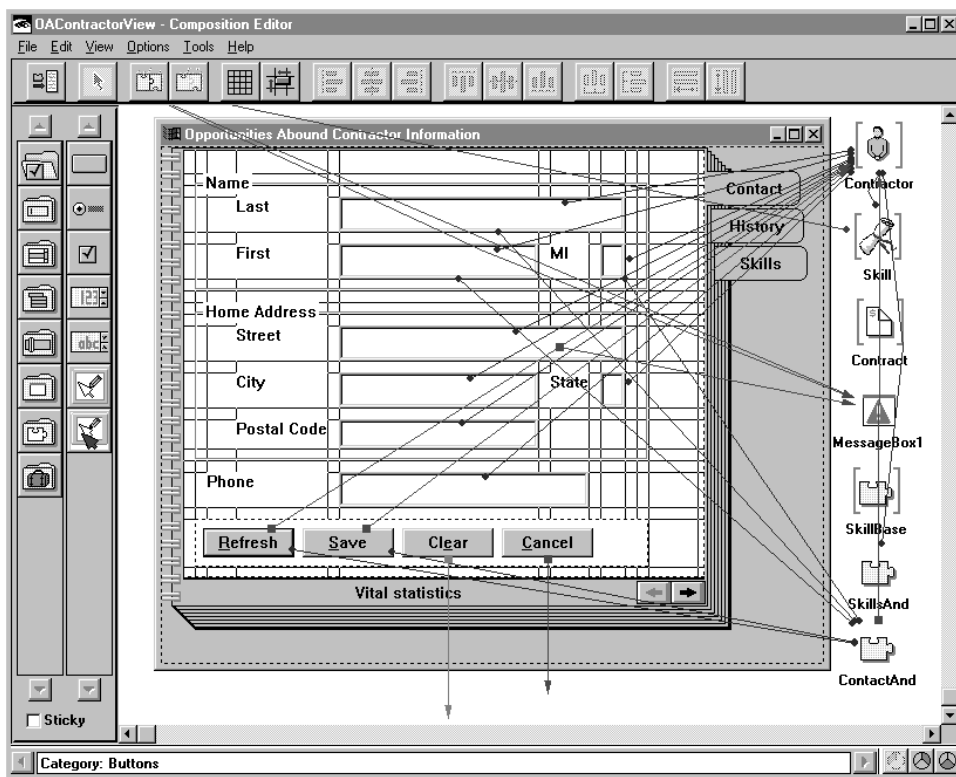 OAContractorView - Composition Editor
File Edit View Options Tools Help
Opportunities Abound Contractor Information
Name
Last
First MI
Home Address
Street
City State
Postal Code
Phone
Refresh Save Clear Cancel
Vital statistics
Contact
History
Skills
Contractor
Skill
Contract
MessageBox1
SkillBase
SkillsAnd
ContactAnd
123
abc
Sticky
Category: Buttons